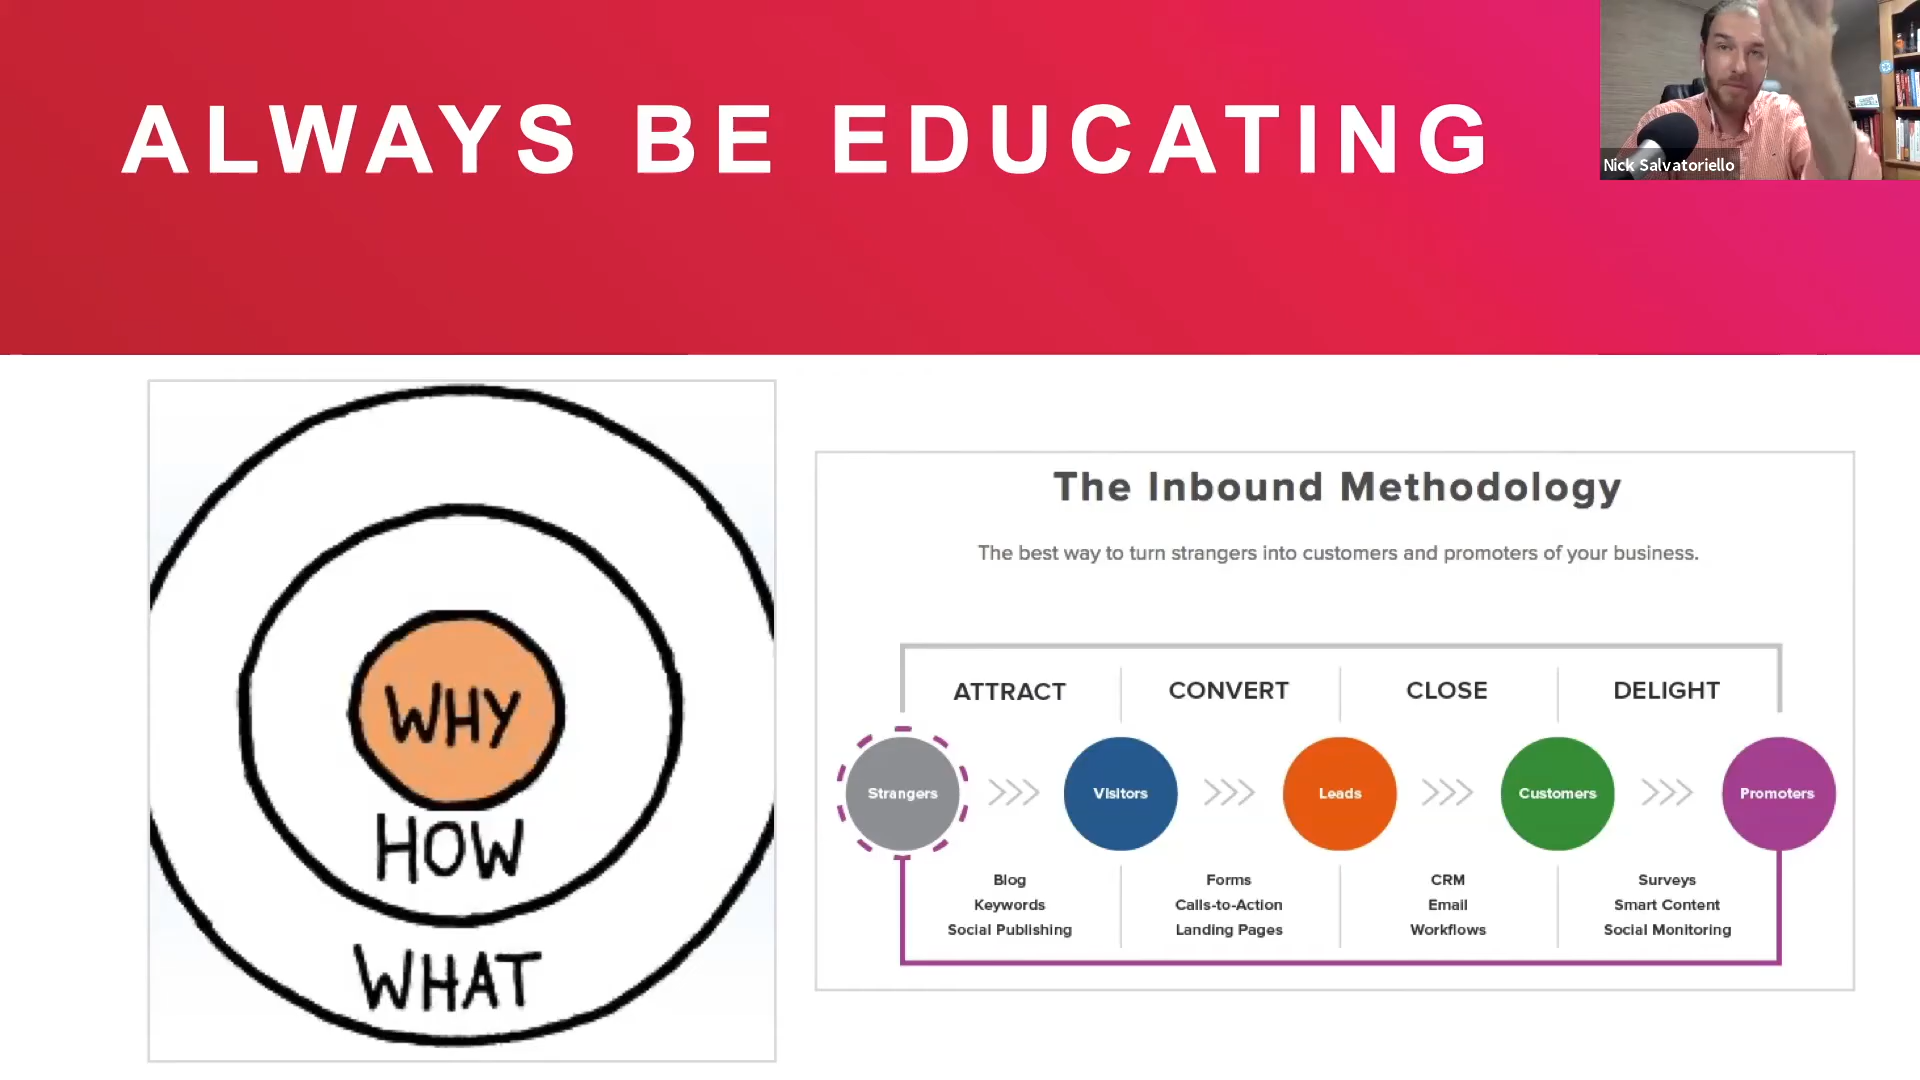 ALWAYS BE EDUCATING
Nick Salvatoriello
WHY
HOW
WHAT
The Inbound Methodology
The best way to turn strangers into customers and promoters of your business.
ATTRACT
CONVERT
CLOSE
DELIGHT
Strangers
Visitors
Leads
Customers
Promoters
Blog
Keywords
Social Publishing
Forms
Calls-to-Action
Landing Pages
CRM
Email
Workflows
Surveys
Smart Content
Social Monitoring